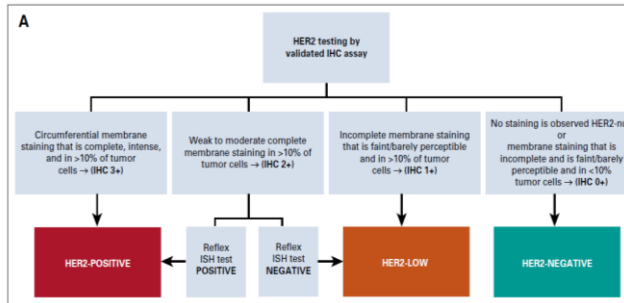 A
HER2 testing by
validated IHC assay
Circumferential membrane
staining that is complete, intense,
and in >10% of tumor
cells → (IHC 3+)
Weak to moderate complete
membrane staining in >10% of
tumor cells → (IHC 2+)
Incomplete membrane staining
that is faint/barely perceptible
and in >10% of tumor
cells → (IHC 1+)
No staining is observed HER2-nu
or
membrane staining that is
incomplete and is faint/barely
perceptible and in <10%
tumor cells → (IHC 0+)
HER2-POSITIVE
Reflex
ISH test
POSITIVE
Reflex
ISH test
NEGATIVE
HER2-LOW
HER2-NEGATIVE